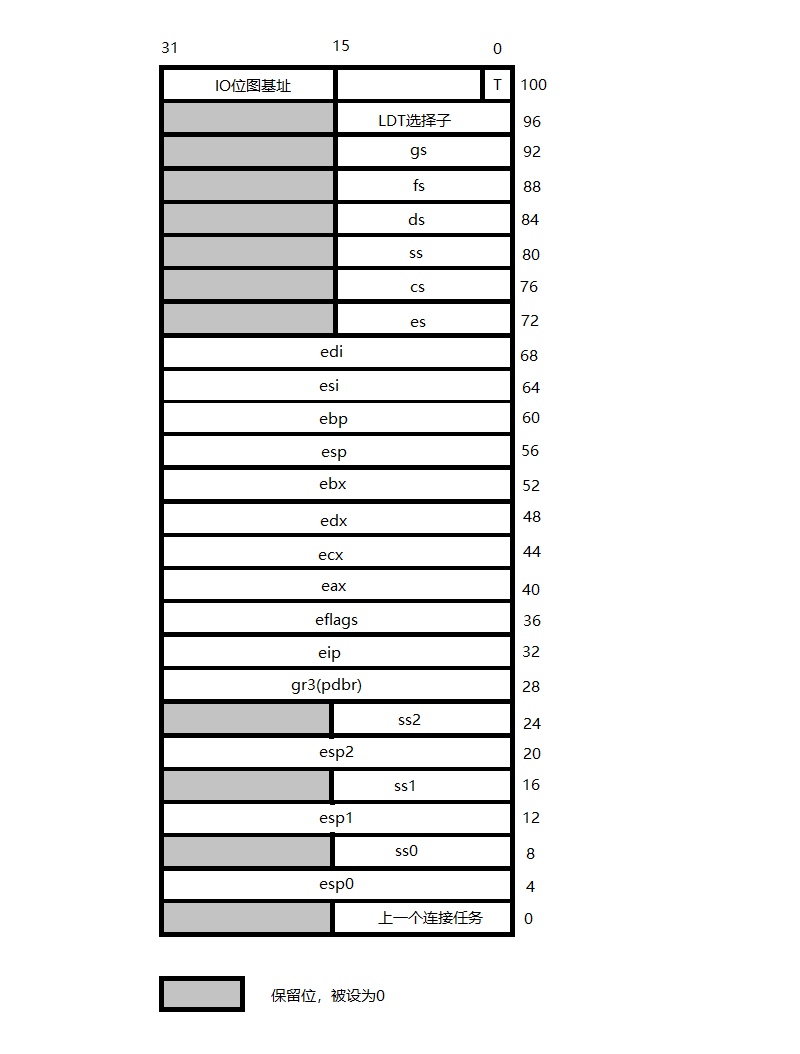 31 15 0
IO位图基址 T 100
LDT选择子 96
gs 92
fs 88
ds 84
ss 80
cs 76
es 72
edi 68
esi 64
ebp 60
esp 56
ebx 52
edx 48
ecx 44
eax 40
eflags 36
eip 32
gr3(pdbr) 28
ss2 24
esp2 20
ss1 16
esp1 12
ss0 8
esp0 4
上一个连接任务 0
保留位，被设为0